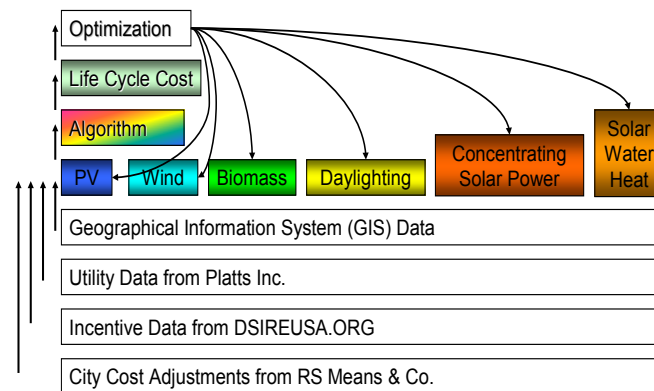 Optimization
Life Cycle Cost
Algorithm
PV
Wind
Biomass
Daylighting
Concentrating
Solar Power
Solar
Water
Heat
Geographical Information System (GIS) Data
Utility Data from Platts Inc.
Incentive Data from DSIREUSA.ORG
City Cost Adjustments from RS Means & Co.